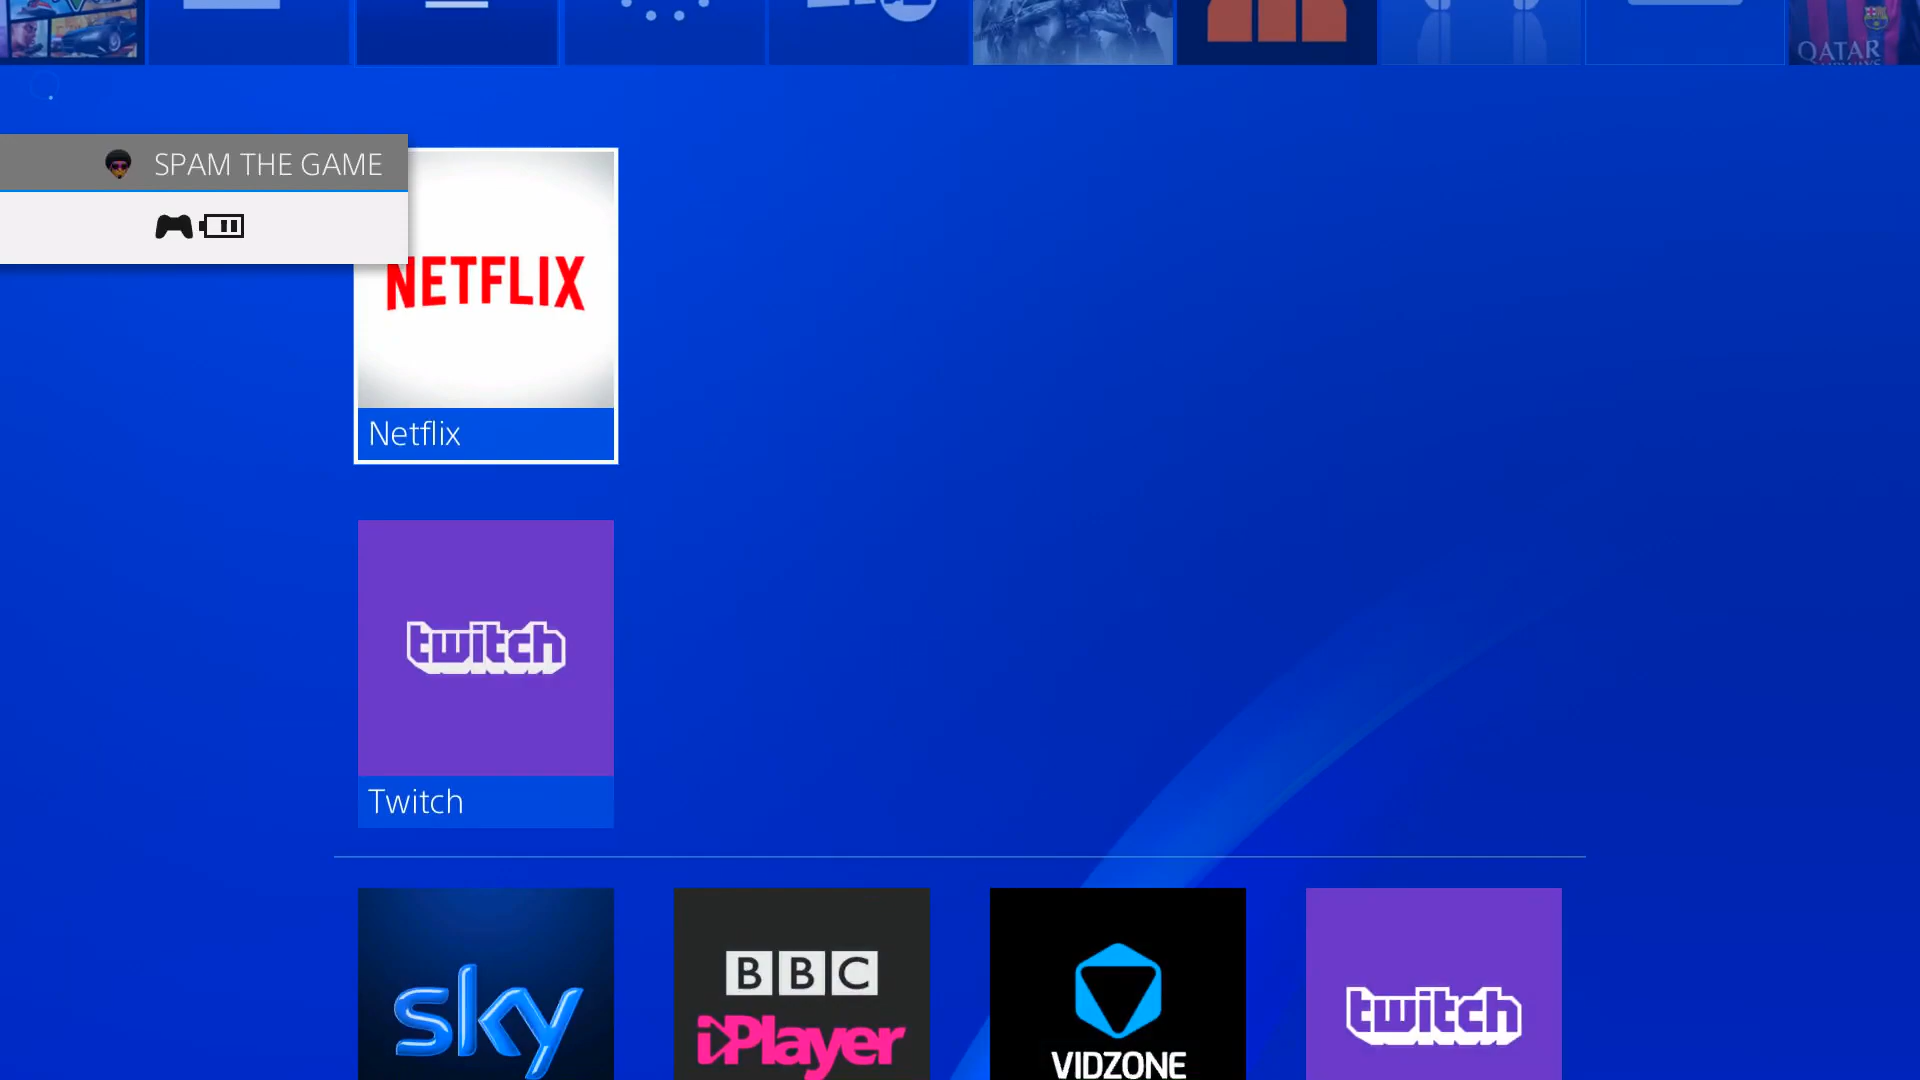 QATAR
SPAM THE GAME
NETFLIX
Netflix
twitch
Twitch
sky
BBC
iPlayer
VIDZONE
twitch